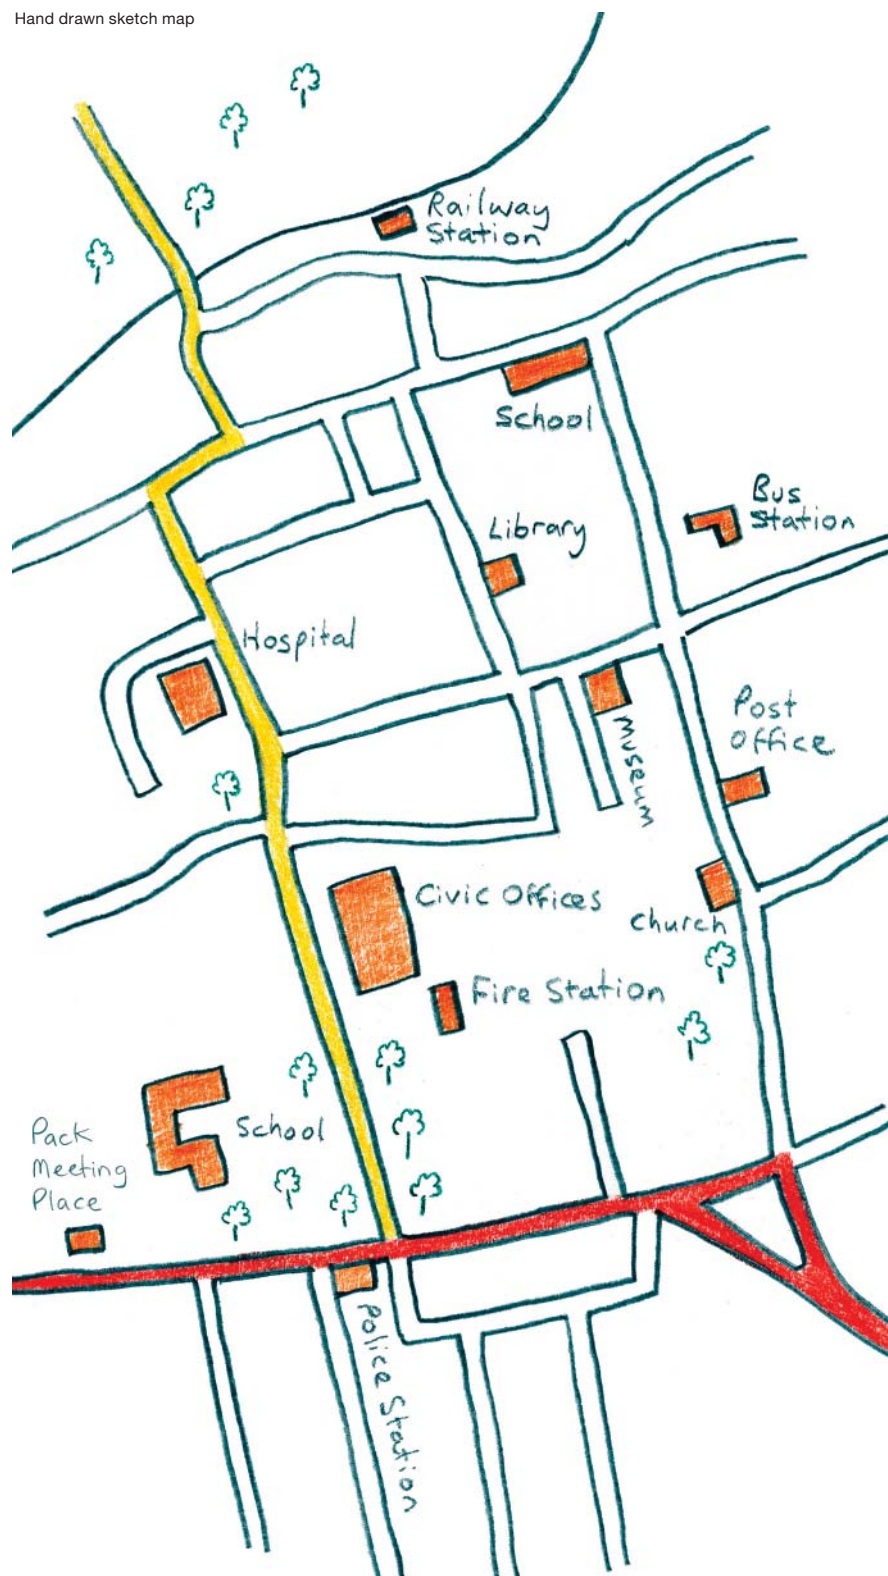 Hand drawn sketch map
Railway
Station
School
Bus
Station
Library
Hospital
Post
Office
Museum
Civic Offices
Church
Fire Station
School
Pack
Meeting
Place
Police Station